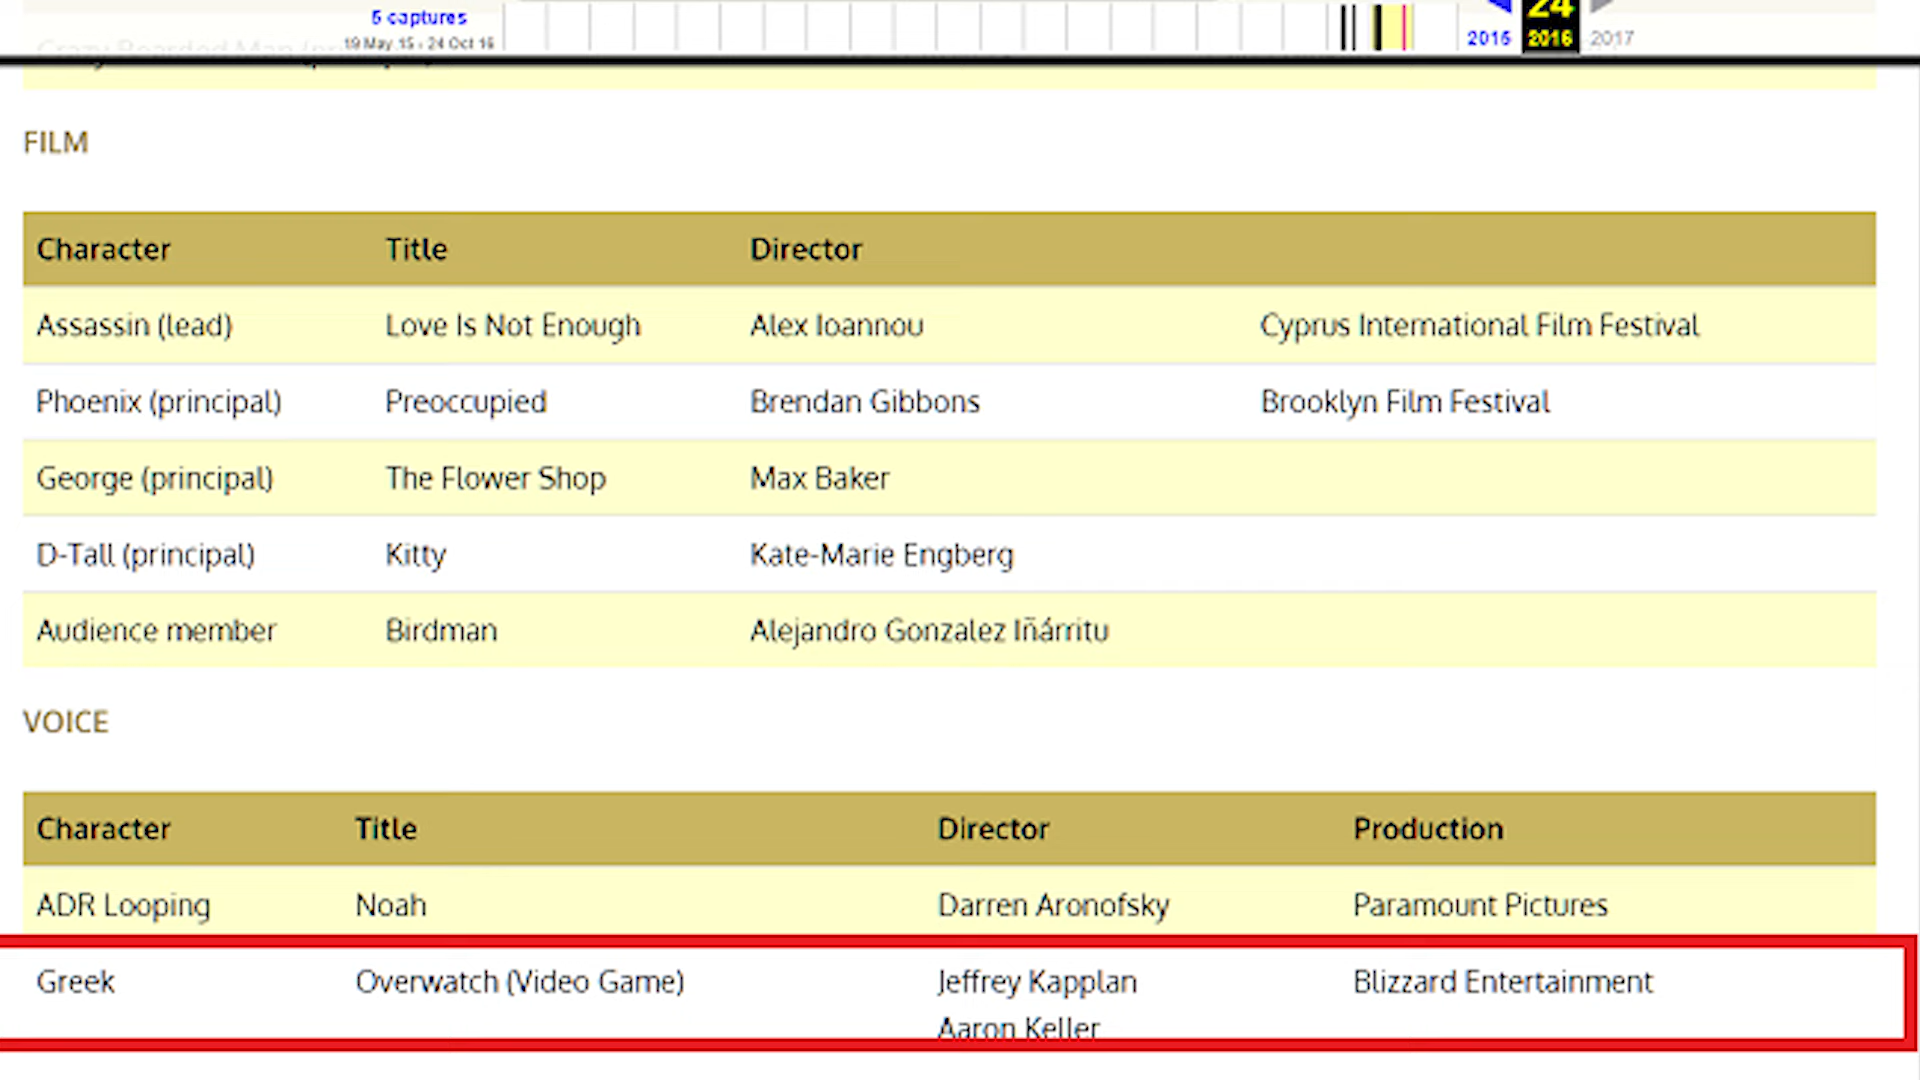 5 captures
19 May 15 - 24 Oct 16
24
2015 2016 2017
FILM
Character Title Director
Assassin (lead) Love Is Not Enough Alex Ioannou Cyprus International Film Festival
Phoenix (principal) Preoccupied Brendan Gibbons Brooklyn Film Festival
George (principal) The Flower Shop Max Baker
D-Tall (principal) Kitty Kate-Marie Engberg
Audience member Birdman Alejandro Gonzalez Iñárritu
VOICE
Character Title Director Production
ADR Looping Noah Darren Aronofsky Paramount Pictures
Greek Overwatch (Video Game) Jeffrey Kapplan Blizzard Entertainment
Aaron Keller